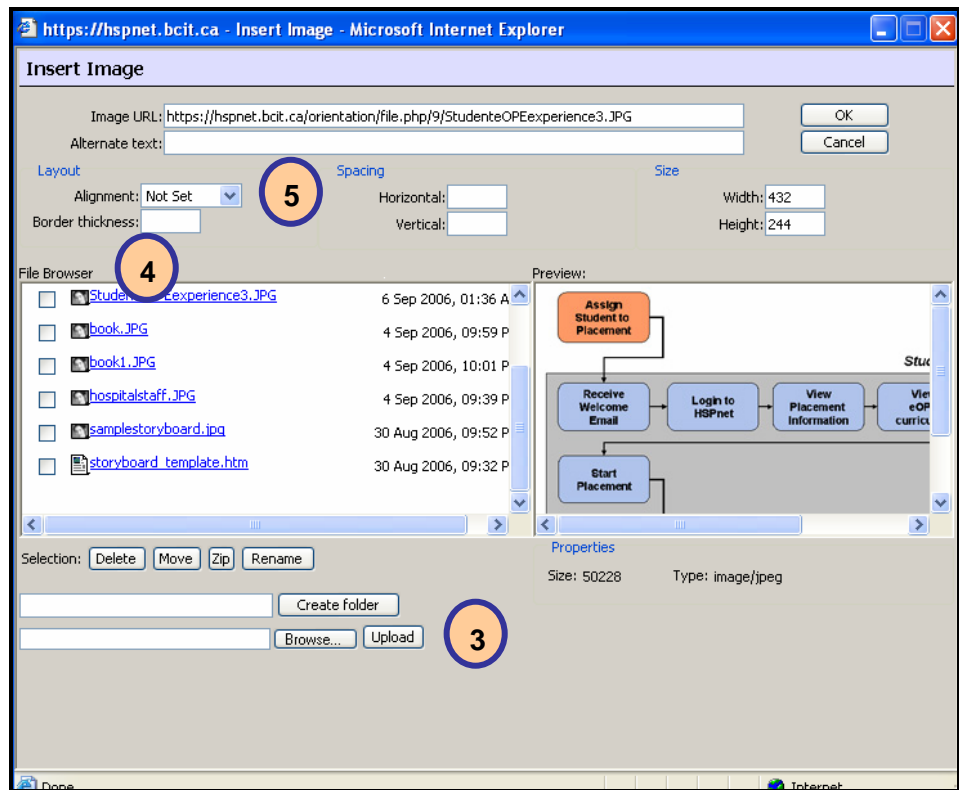 https://hspnet.bcit.ca - Insert Image - Microsoft Internet Explorer
Insert Image
Image URL: https://hspnet.bcit.ca/orientation/file.php/9/StudenteOPEexperience3.JPG
OK
Alternate text:
Cancel
Layout
Spacing
Size
Alignment: Not Set
5
Horizontal:
Width: 432
Border thickness:
Vertical:
Height: 244
4
File Browser
Preview:
6 Sep 2006, 01:36 A
book.JPG 4 Sep 2006, 09:59 P
book1.JPG 4 Sep 2006, 10:01 P
hospitalstaff.JPG 4 Sep 2006, 09:39 P
samplestoryboard.jpg 30 Aug 2006, 09:52 P
storyboard_template.htm 30 Aug 2006, 09:32 P
Assign
Student to
Placement
Receive
Welcome
Email
Login to
HSPnet
View
Placement
Information
Start
Placement
Selection: Delete Move Zip Rename
Properties
Size: 50228 Type: image/jpeg
Create folder
Browse... Upload
3
Done
Internet